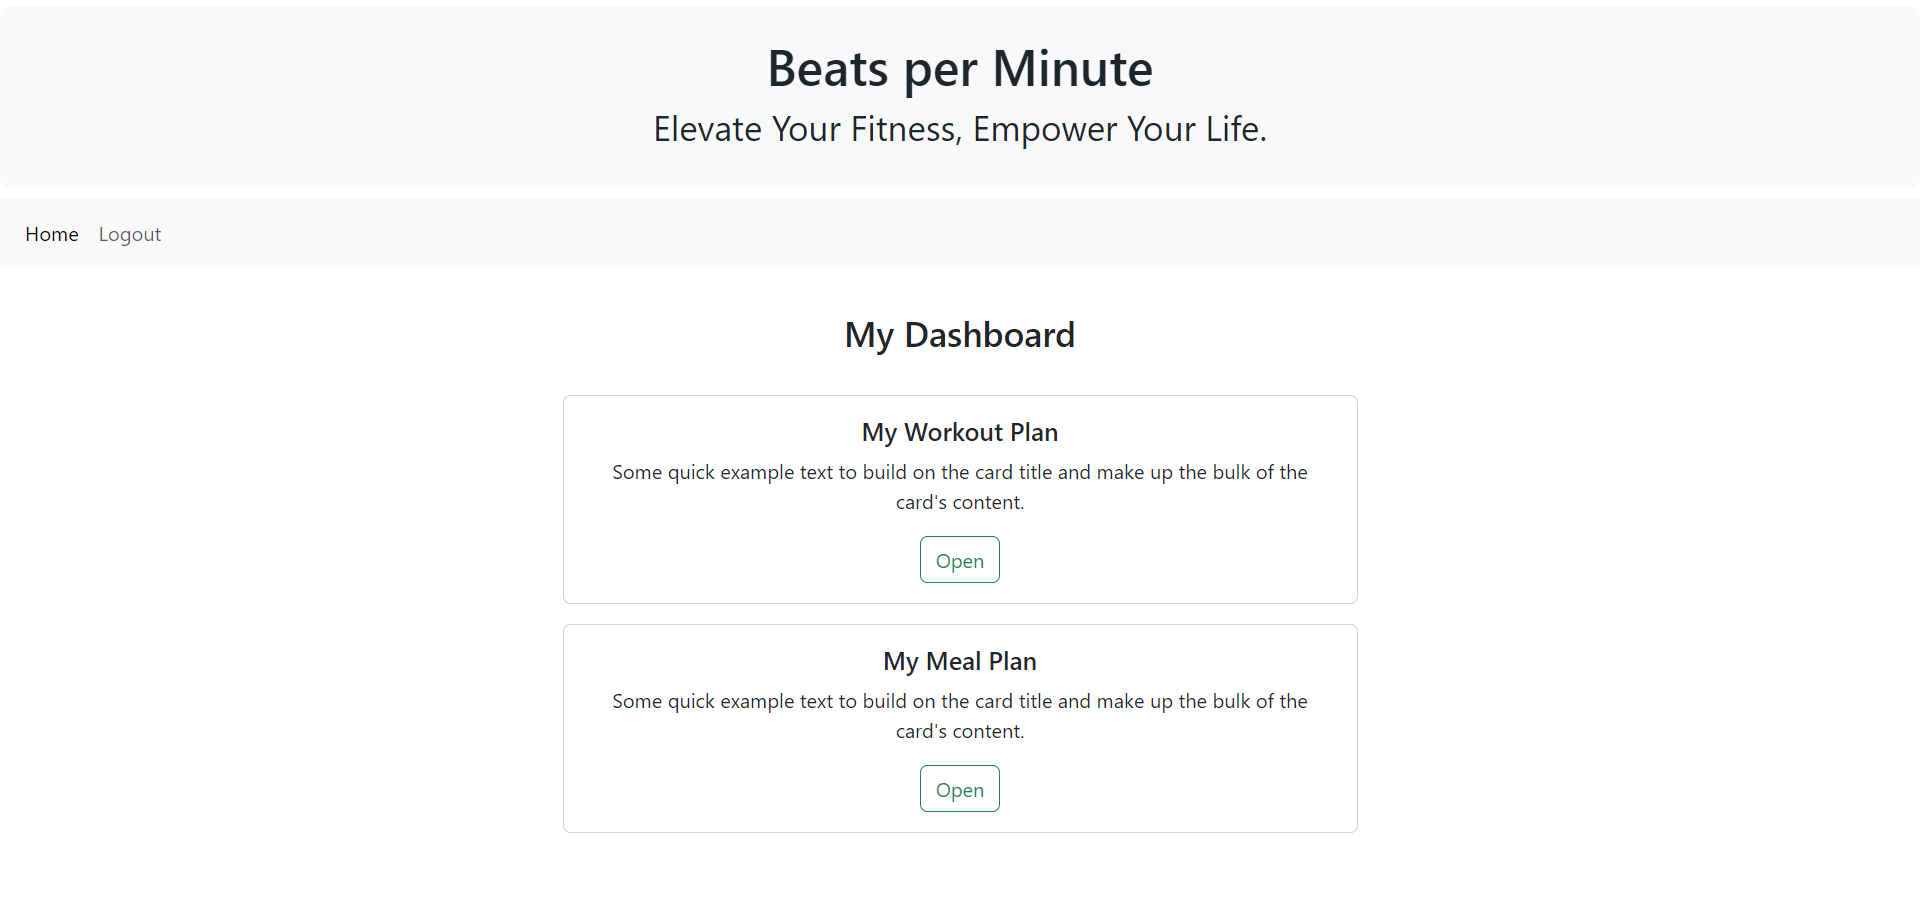 Beats per Minute
Elevate Your Fitness, Empower Your Life.
Home Logout
My Dashboard
My Workout Plan
Some quick example text to build on the card title and make up the bulk of the
card's content.
Open
My Meal Plan
Some quick example text to build on the card title and make up the bulk of the
card's content.
Open